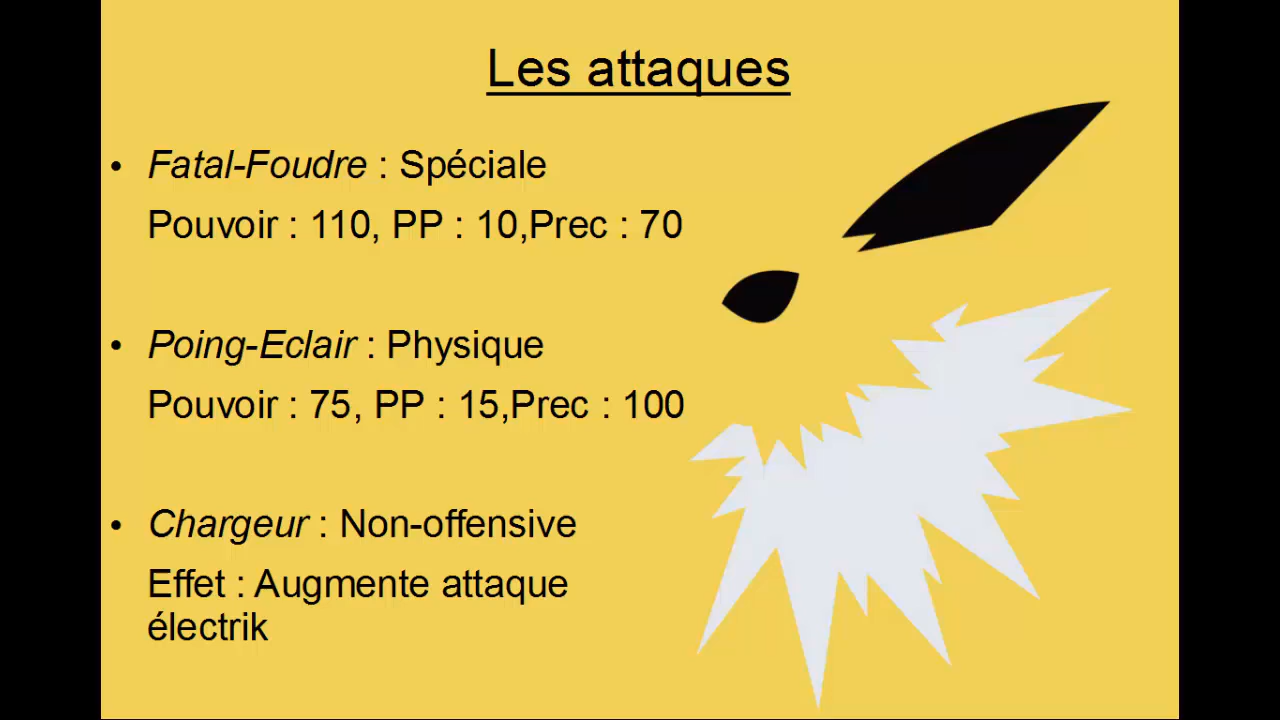 Les attaques
• Fatal-Foudre : Spéciale
Pouvoir : 110, PP : 10,Prec : 70
• Poing-Eclair : Physique
Pouvoir : 75, PP : 15,Prec : 100
• Chargeur : Non-offensive
Effet : Augmente attaque
électrik